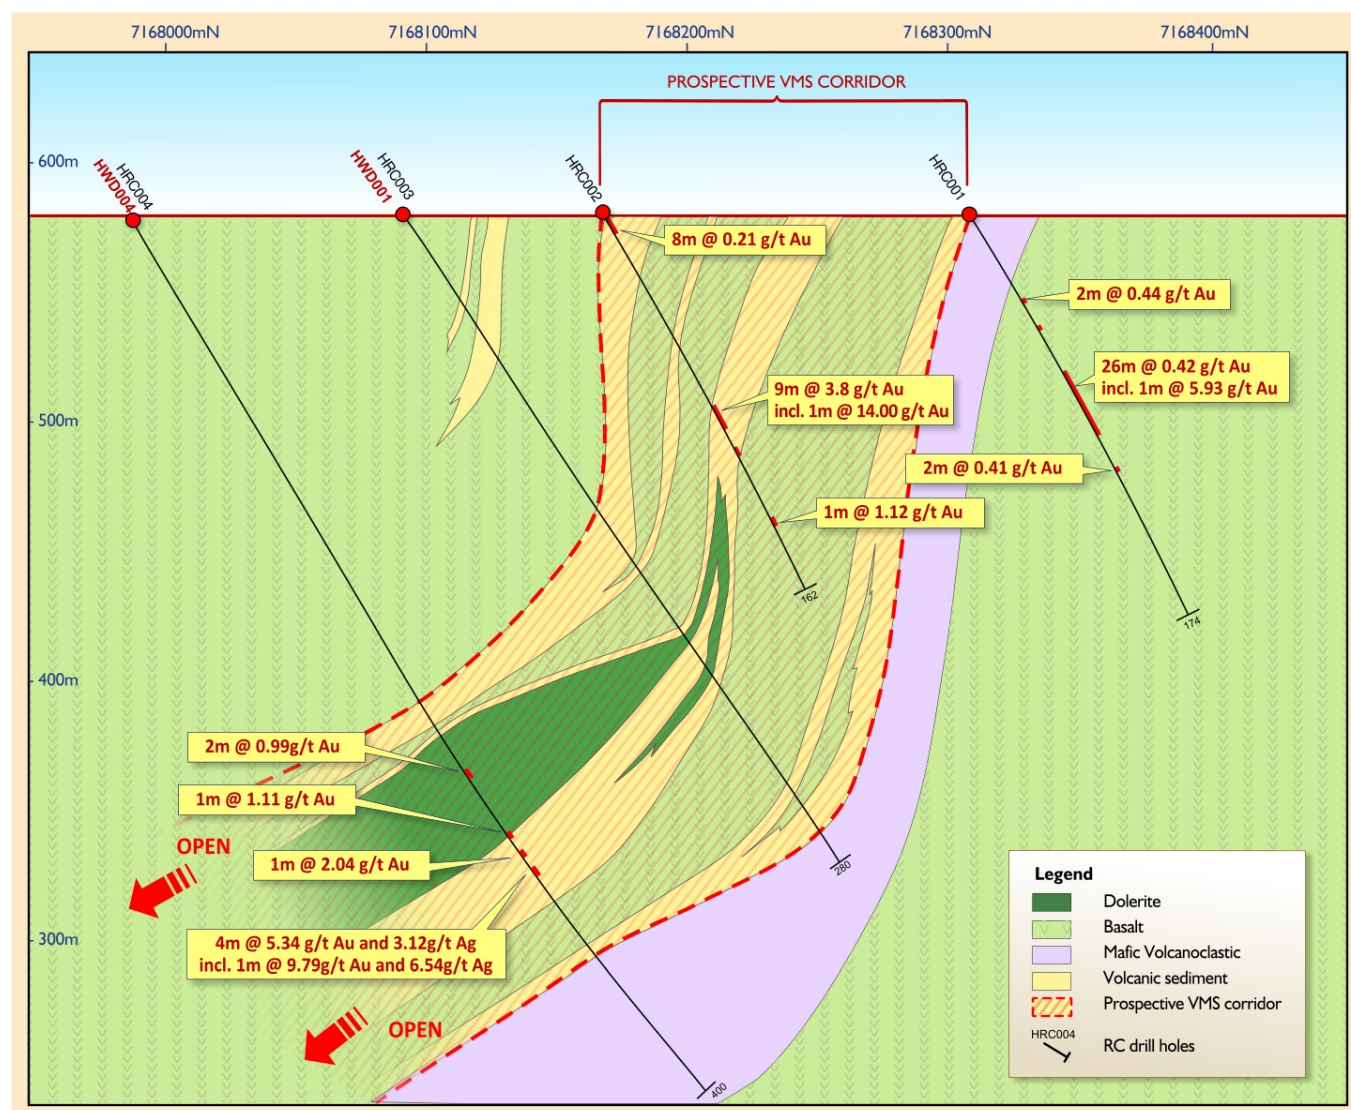 7168000mN
7168100mN
7168200mN
7168300mN
7168400mN
PROSPECTIVE VMS CORRIDOR
600m
500m
400m
300m
HWD004
HRC004
HWD001
HRC003
HRC002
HRC001
8m @ 0.21 g/t Au
2m @ 0.44 g/t Au
26m @ 0.42 g/t Au
incl. 1m @ 5.93 g/t Au
9m @ 3.8 g/t Au
incl. 1m @ 14.00 g/t Au
2m @ 0.41 g/t Au
1m @ 1.12 g/t Au
162
174
2m @ 0.99g/t Au
1m @ 1.11 g/t Au
OPEN
1m @ 2.04 g/t Au
280
4m @ 5.34 g/t Au and 3.12g/t Ag
incl. 1m @ 9.79g/t Au and 6.54g/t Ag
OPEN
400
Legend
Dolerite
Basalt
Mafic Volcanoclastic
Volcanic sediment
Prospective VMS corridor
HRC004
RC drill holes